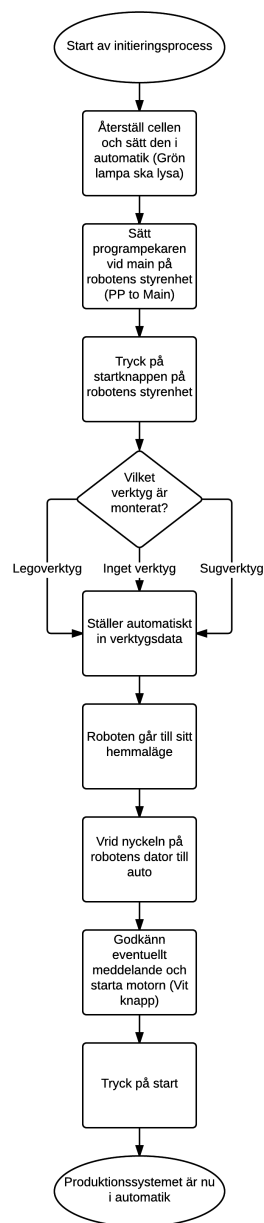 Start av initieringsprocess
Återställ cellen
och sätt den i
automatik (Grön
lampa ska lysa)
Sätt
programpekaren
vid main på
robotens styrenhet
(PP to Main)
Tryck på
startknappen på
robotens styrenhet
Vilket
verktyg är
monterat?
Legoverktyg
Inget verktyg
Sugverktyg
Ställer automatiskt
in verktygsdata
Roboten går till sitt
hemmaläge
Vrid nyckeln på
robotens dator till
auto
Godkänn
eventuellt
meddelande och
starta motorn (Vit
knapp)
Tryck på start
Produktionssystemet är nu
i automatik